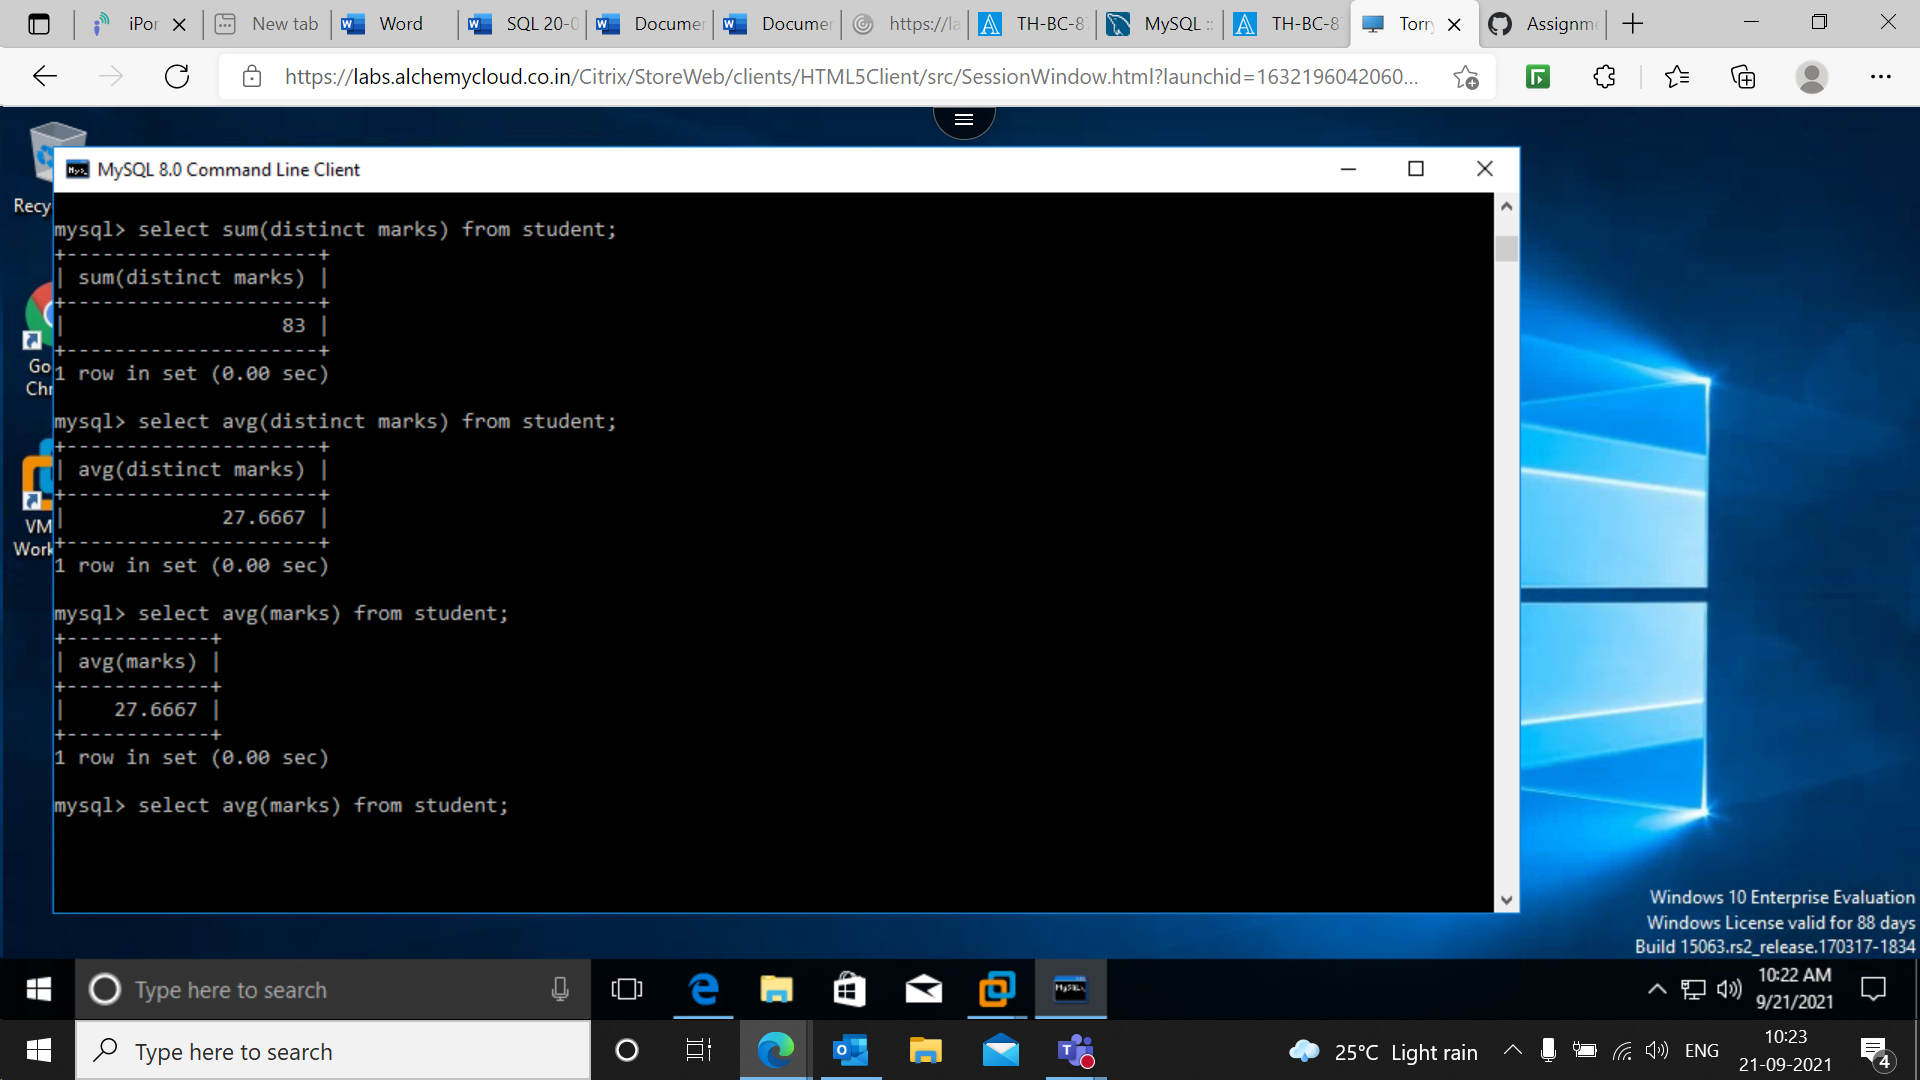 iPor
New tab
Word
SQL 20-0
Documer
Documer
https://la
TH-BC-8
MySQL ::
TH-BC-8
Torry
Assignme
https://labs.alchemycloud.co.in/Citrix/StoreWeb/clients/HTML5Client/src/SessionWindow.html?launchid=1632196042060...
Recy
Go
Chr
VM
Work
MySQL 8.0 Command Line Client
mysql> select sum(distinct marks) from student;
+---------------------+
| sum(distinct marks) |
+---------------------+
|                  83 |
+---------------------+
1 row in set (0.00 sec)
mysql> select avg(distinct marks) from student;
+---------------------+
| avg(distinct marks) |
+---------------------+
|             27.6667 |
+---------------------+
1 row in set (0.00 sec)
mysql> select avg(marks) from student;
+------------+
| avg(marks) |
+------------+
|    27.6667 |
+------------+
1 row in set (0.00 sec)
mysql> select avg(marks) from student;
Windows 10 Enterprise Evaluation
Windows License valid for 88 days
Build 15063.rs2_release.170317-1834
Type here to search
10:22 AM
9/21/2021
Type here to search
25°C Light rain
ENG
10:23
21-09-2021
4